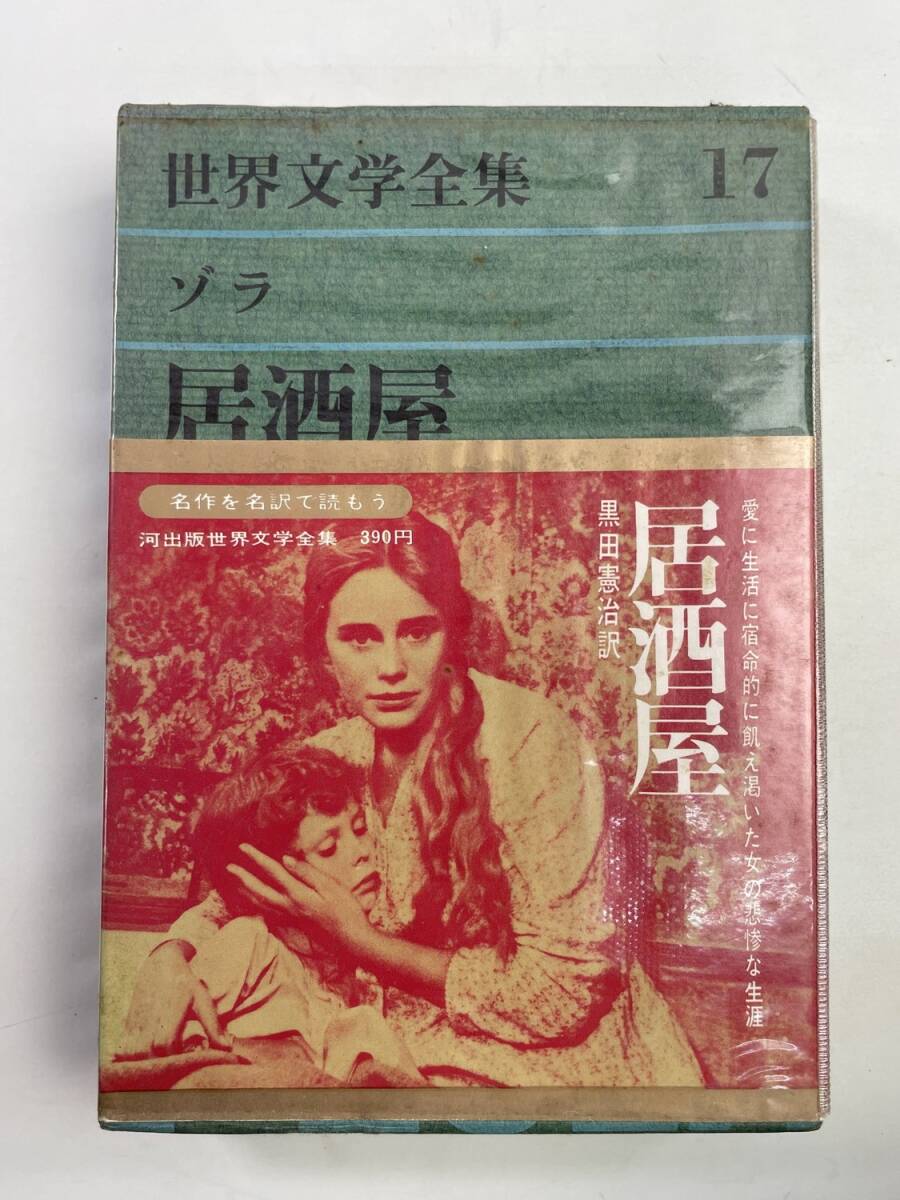 世界文学全集 17
ゾラ
居酒屋
名作を名訳で読もう
河出版世界文学全集 390円
愛に生活に宿命的に飢え渇いた女の悲惨な生涯
居酒屋
黒田憲治訳